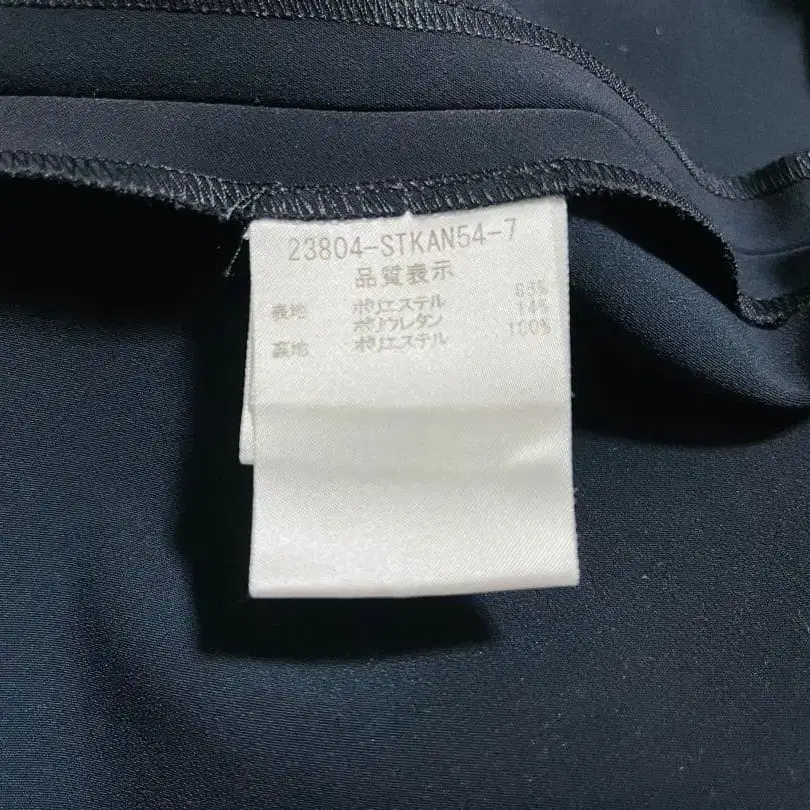 23804-STKAN54-7
品質表示
表地 ポリエステル
ポリウレタン 14%
裏地 ポリエステル 100%